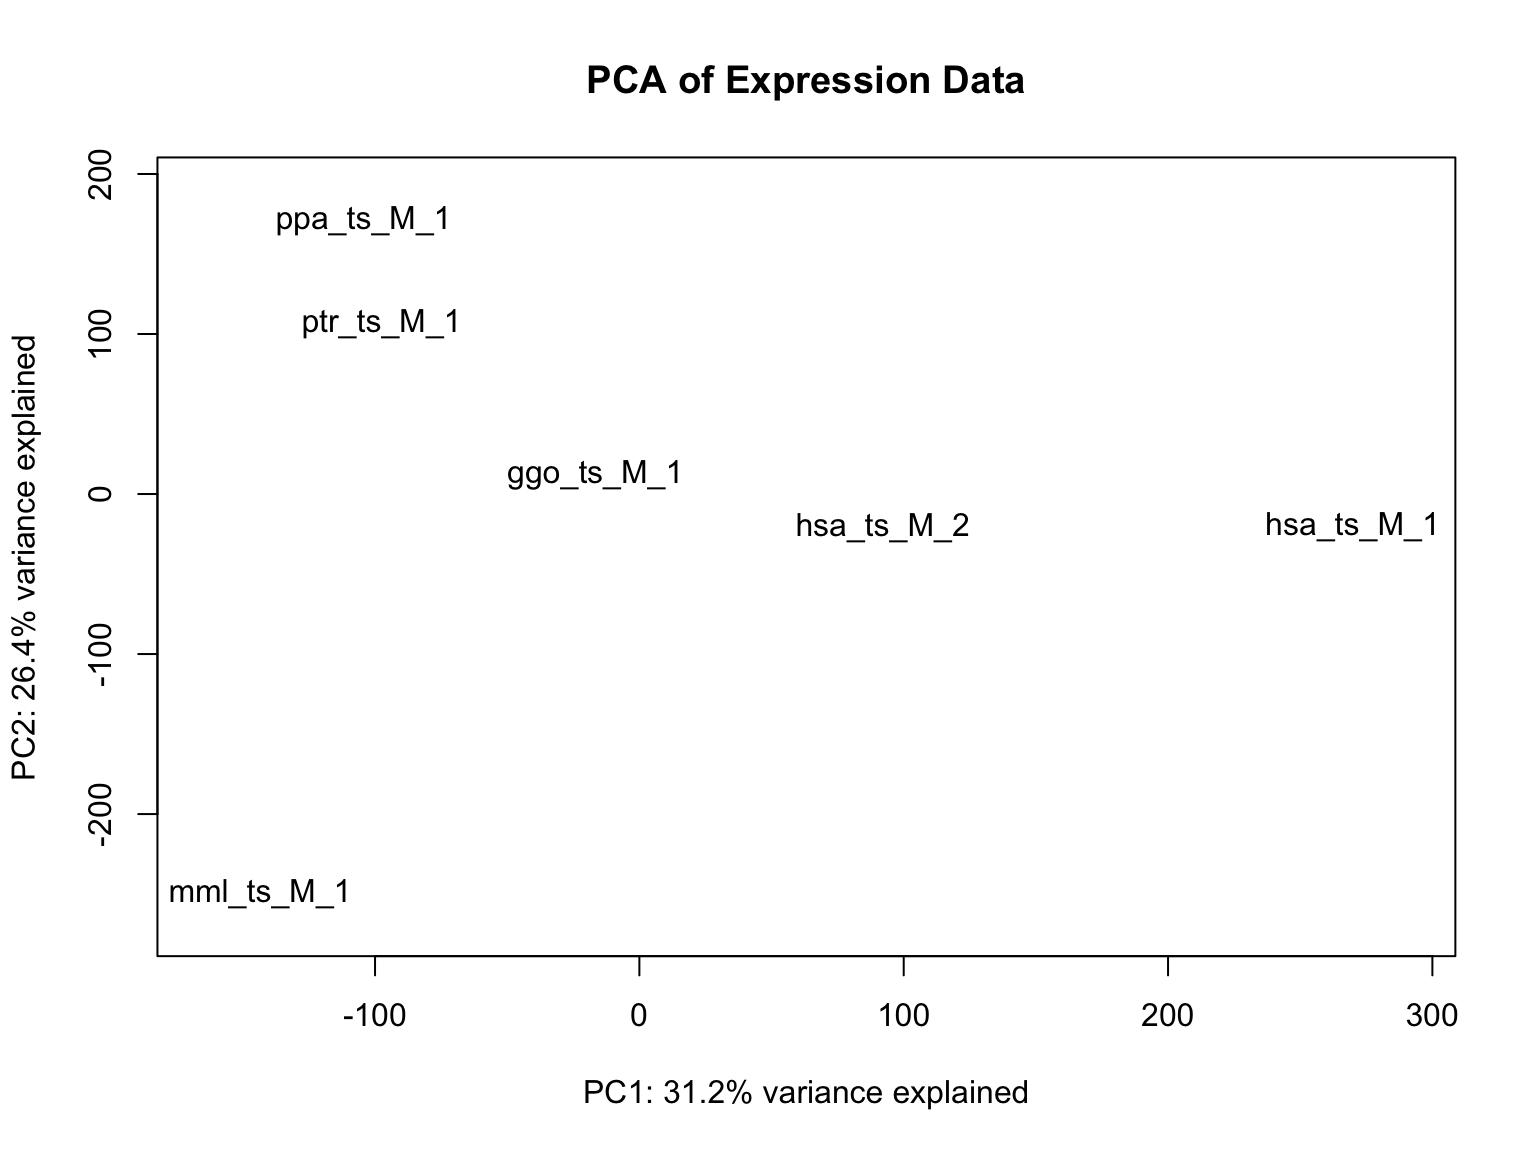 PCA of Expression Data
PC2: 26.4% variance explained
200
100
0
-100
-200
ppa_ts_M_1
ptr_ts_M_1
ggo_ts_M_1
hsa_ts_M_2
hsa_ts_M_1
mml_ts_M_1
-100
0
100
200
300
PC1: 31.2% variance explained